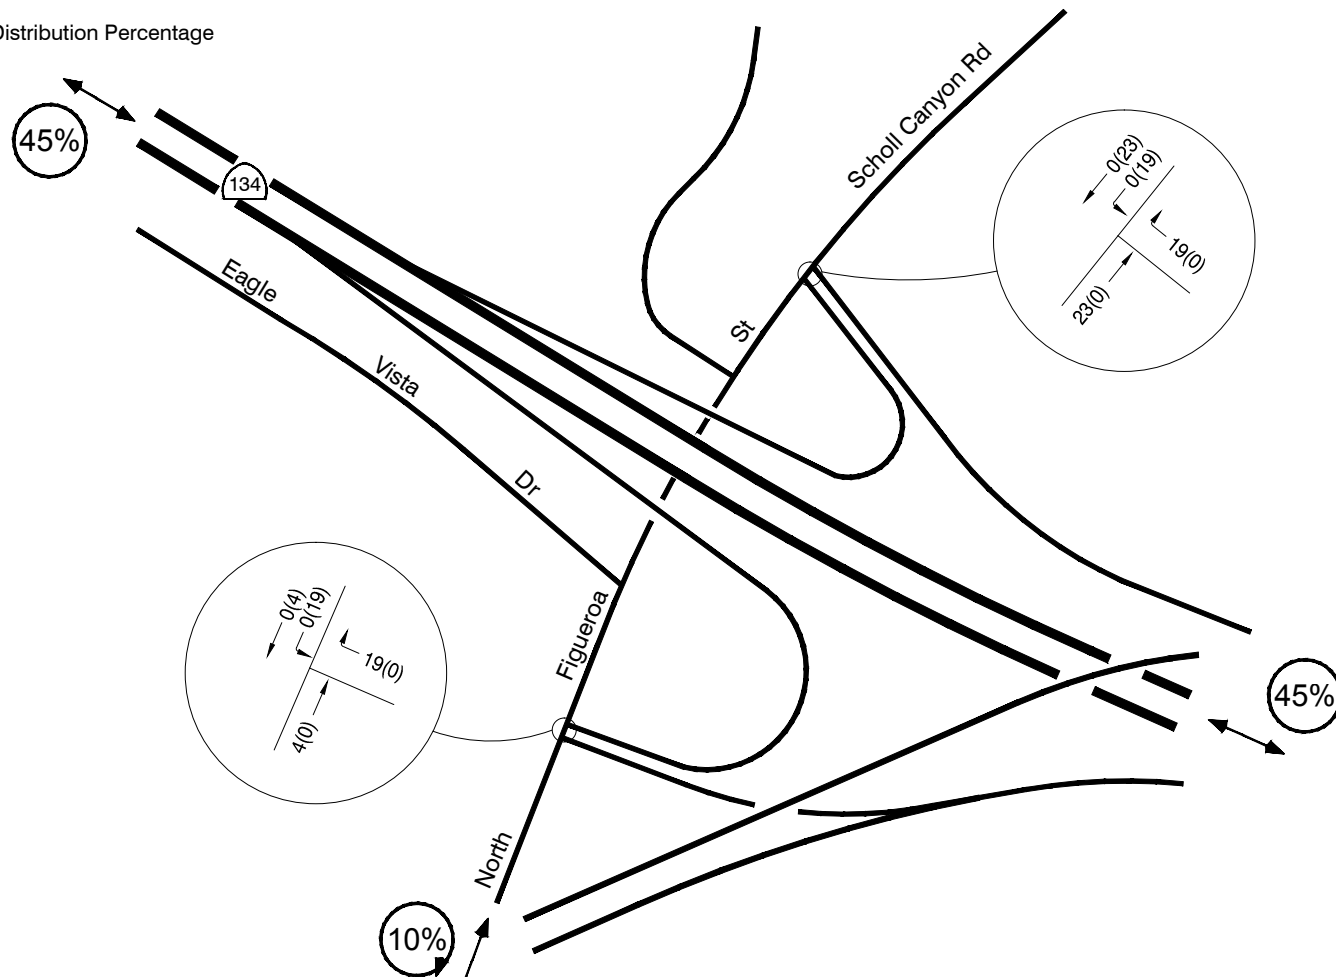 Distribution Percentage
45%
134
Scholl Canyon Rd
0(23)
0(19)
19(0)
23(0)
Eagle
Vista
Dr
St
0(4)
0(19)
19(0)
4(0)
Figueroa
North
45%
10%